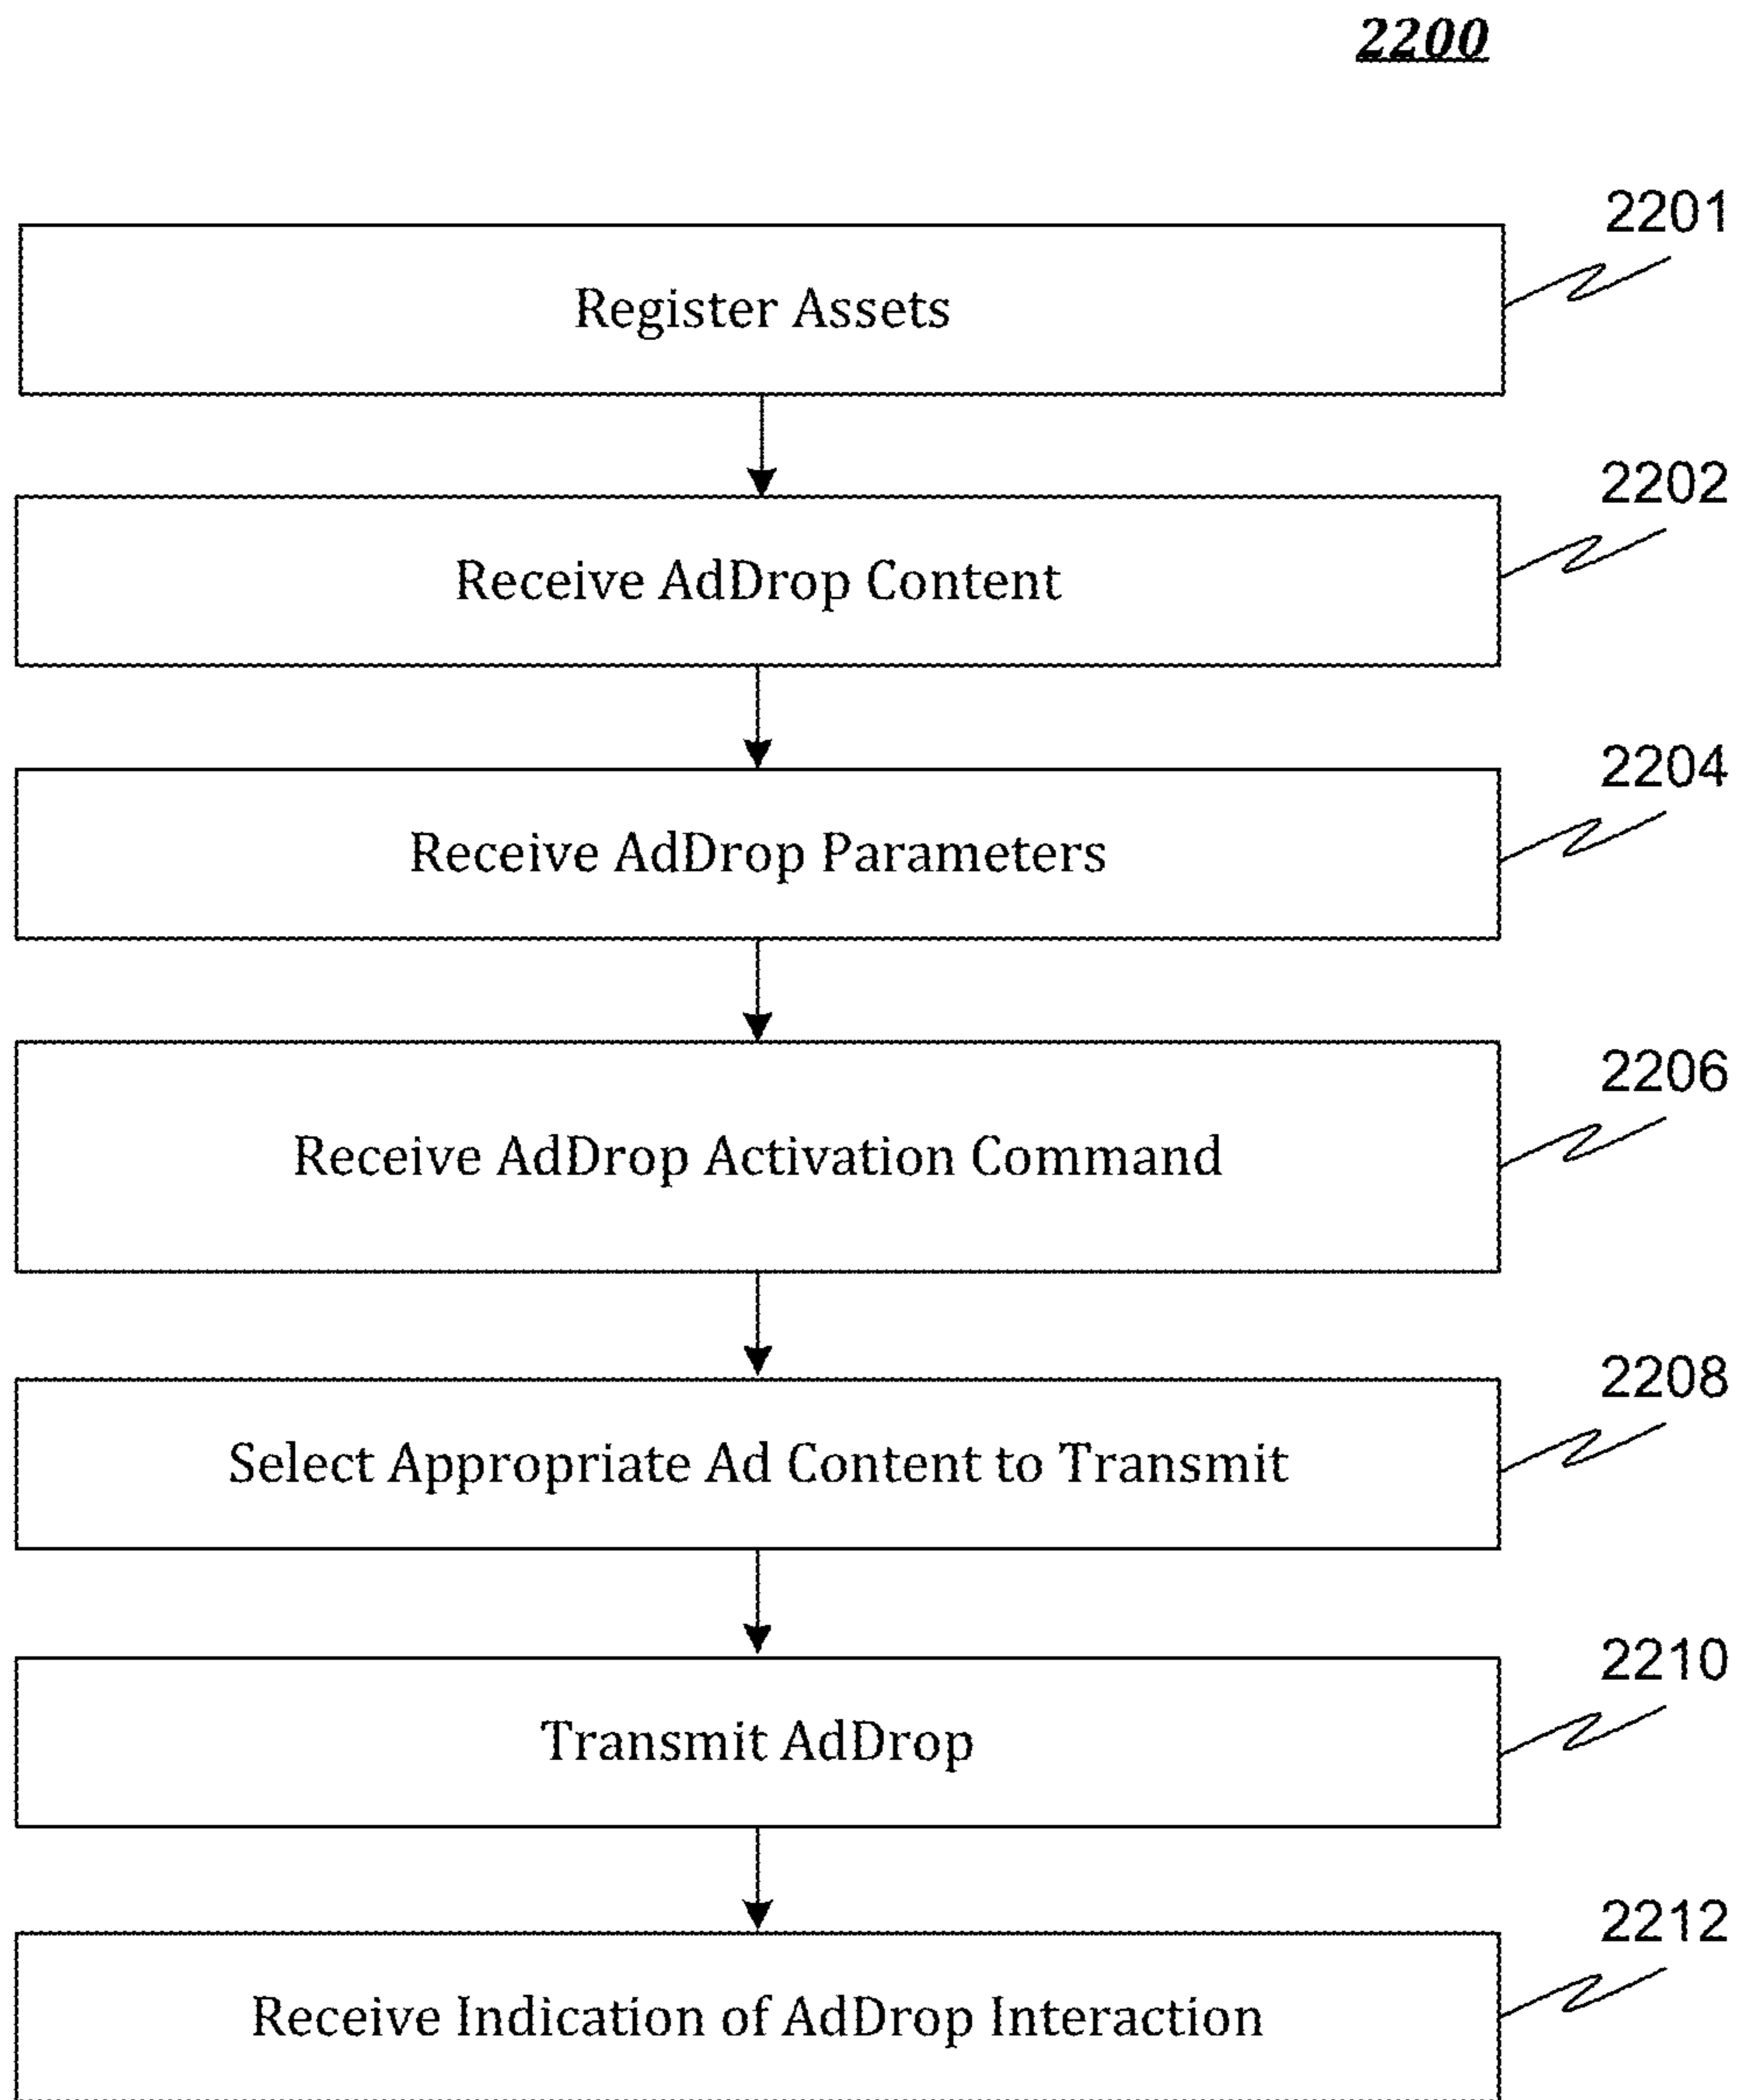 2200
2201
Register Assets
2202
Receive AdDrop Content
2204
Receive AdDrop Parameters
2206
Receive AdDrop Activation Command
2208
Select Appropriate Ad Content to Transmit
2210
Transmit AdDrop
2212
Receive Indication of AdDrop Interaction